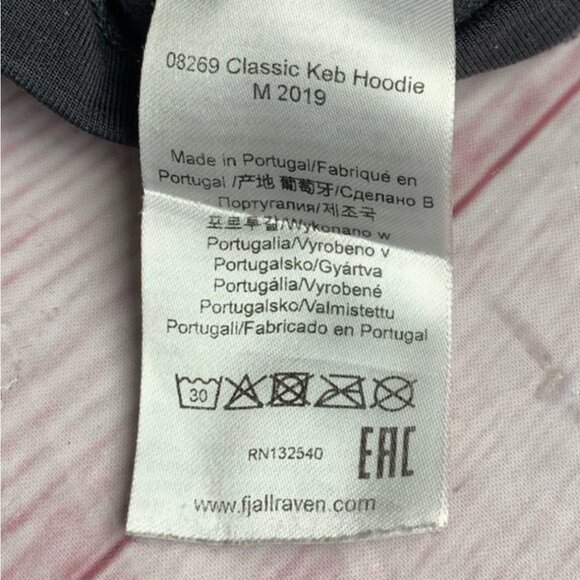 08269 Classic Keb Hoodie
M 2019
Made in Portugal/Fabriqué en
Portugal /产地 葡萄牙/Сделано В
Португалия/제조국
포르투갈/Wykonano w
Portugalia/Vyrobeno v
Portugalsko/Gyártva
Portugália/Vyrobené
Portugalsko/Valmistettu
Portugali/Fabricado en Portugal
30
RN132540 EAC
www.fjallraven.com